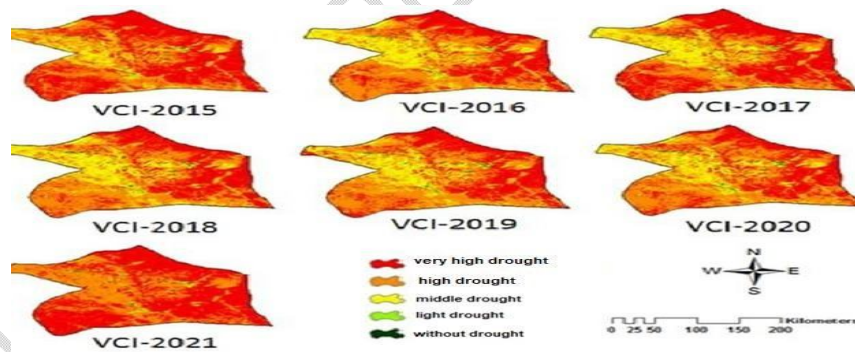 VCI-2015
VCI-2016
VCI-2017
VCI-2018
VCI-2019
VCI-2020
VCI-2021
very high drought
high drought
middle drought
light drought
without drought
N
W E
S
Kilometers
0 25 50 100 150 200